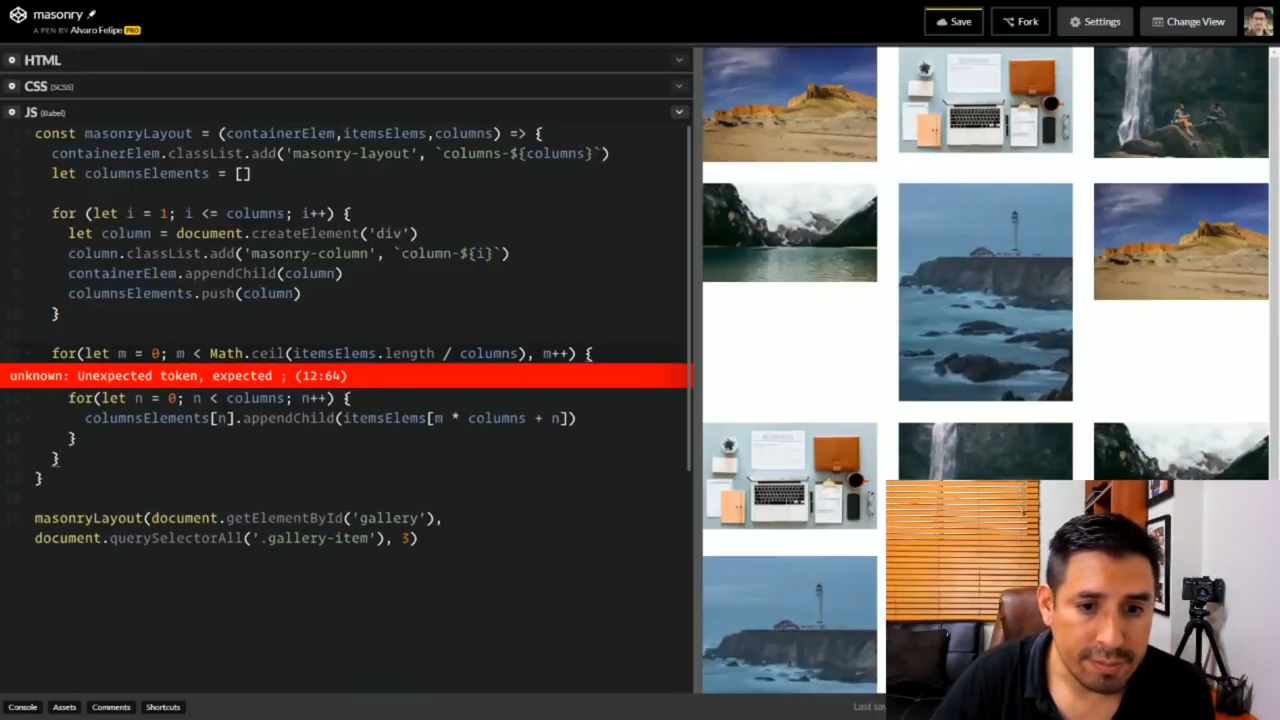 masonry
A PEN BY Alvaro Felipe PRO
Save
Fork
Settings
Change View
HTML
CSS (SCSS)
JS (Babel)
const masonryLayout = (containerElem,itemsElems,columns) => {
containerElem.classList.add('masonry-layout', `columns-${columns}`)
let columnsElements = []
for (let i = 1; i <= columns; i++) {
let column = document.createElement('div')
column.classList.add('masonry-column', `column-${i}`)
containerElem.appendChild(column)
columnsElements.push(column)
}
for(let m = 0; m < Math.ceil(itemsElems.length / columns), m++) {
unknown: Unexpected token, expected ; (12:64)
for(let n = 0; n < columns; n++) {
columnsElements[n].appendChild(itemsElems[m * columns + n])
}
}
}
masonryLayout(document.getElementById('gallery'),
document.querySelectorAll('.gallery-item'), 3)
Console
Assets
Comments
Shortcuts
Last sav